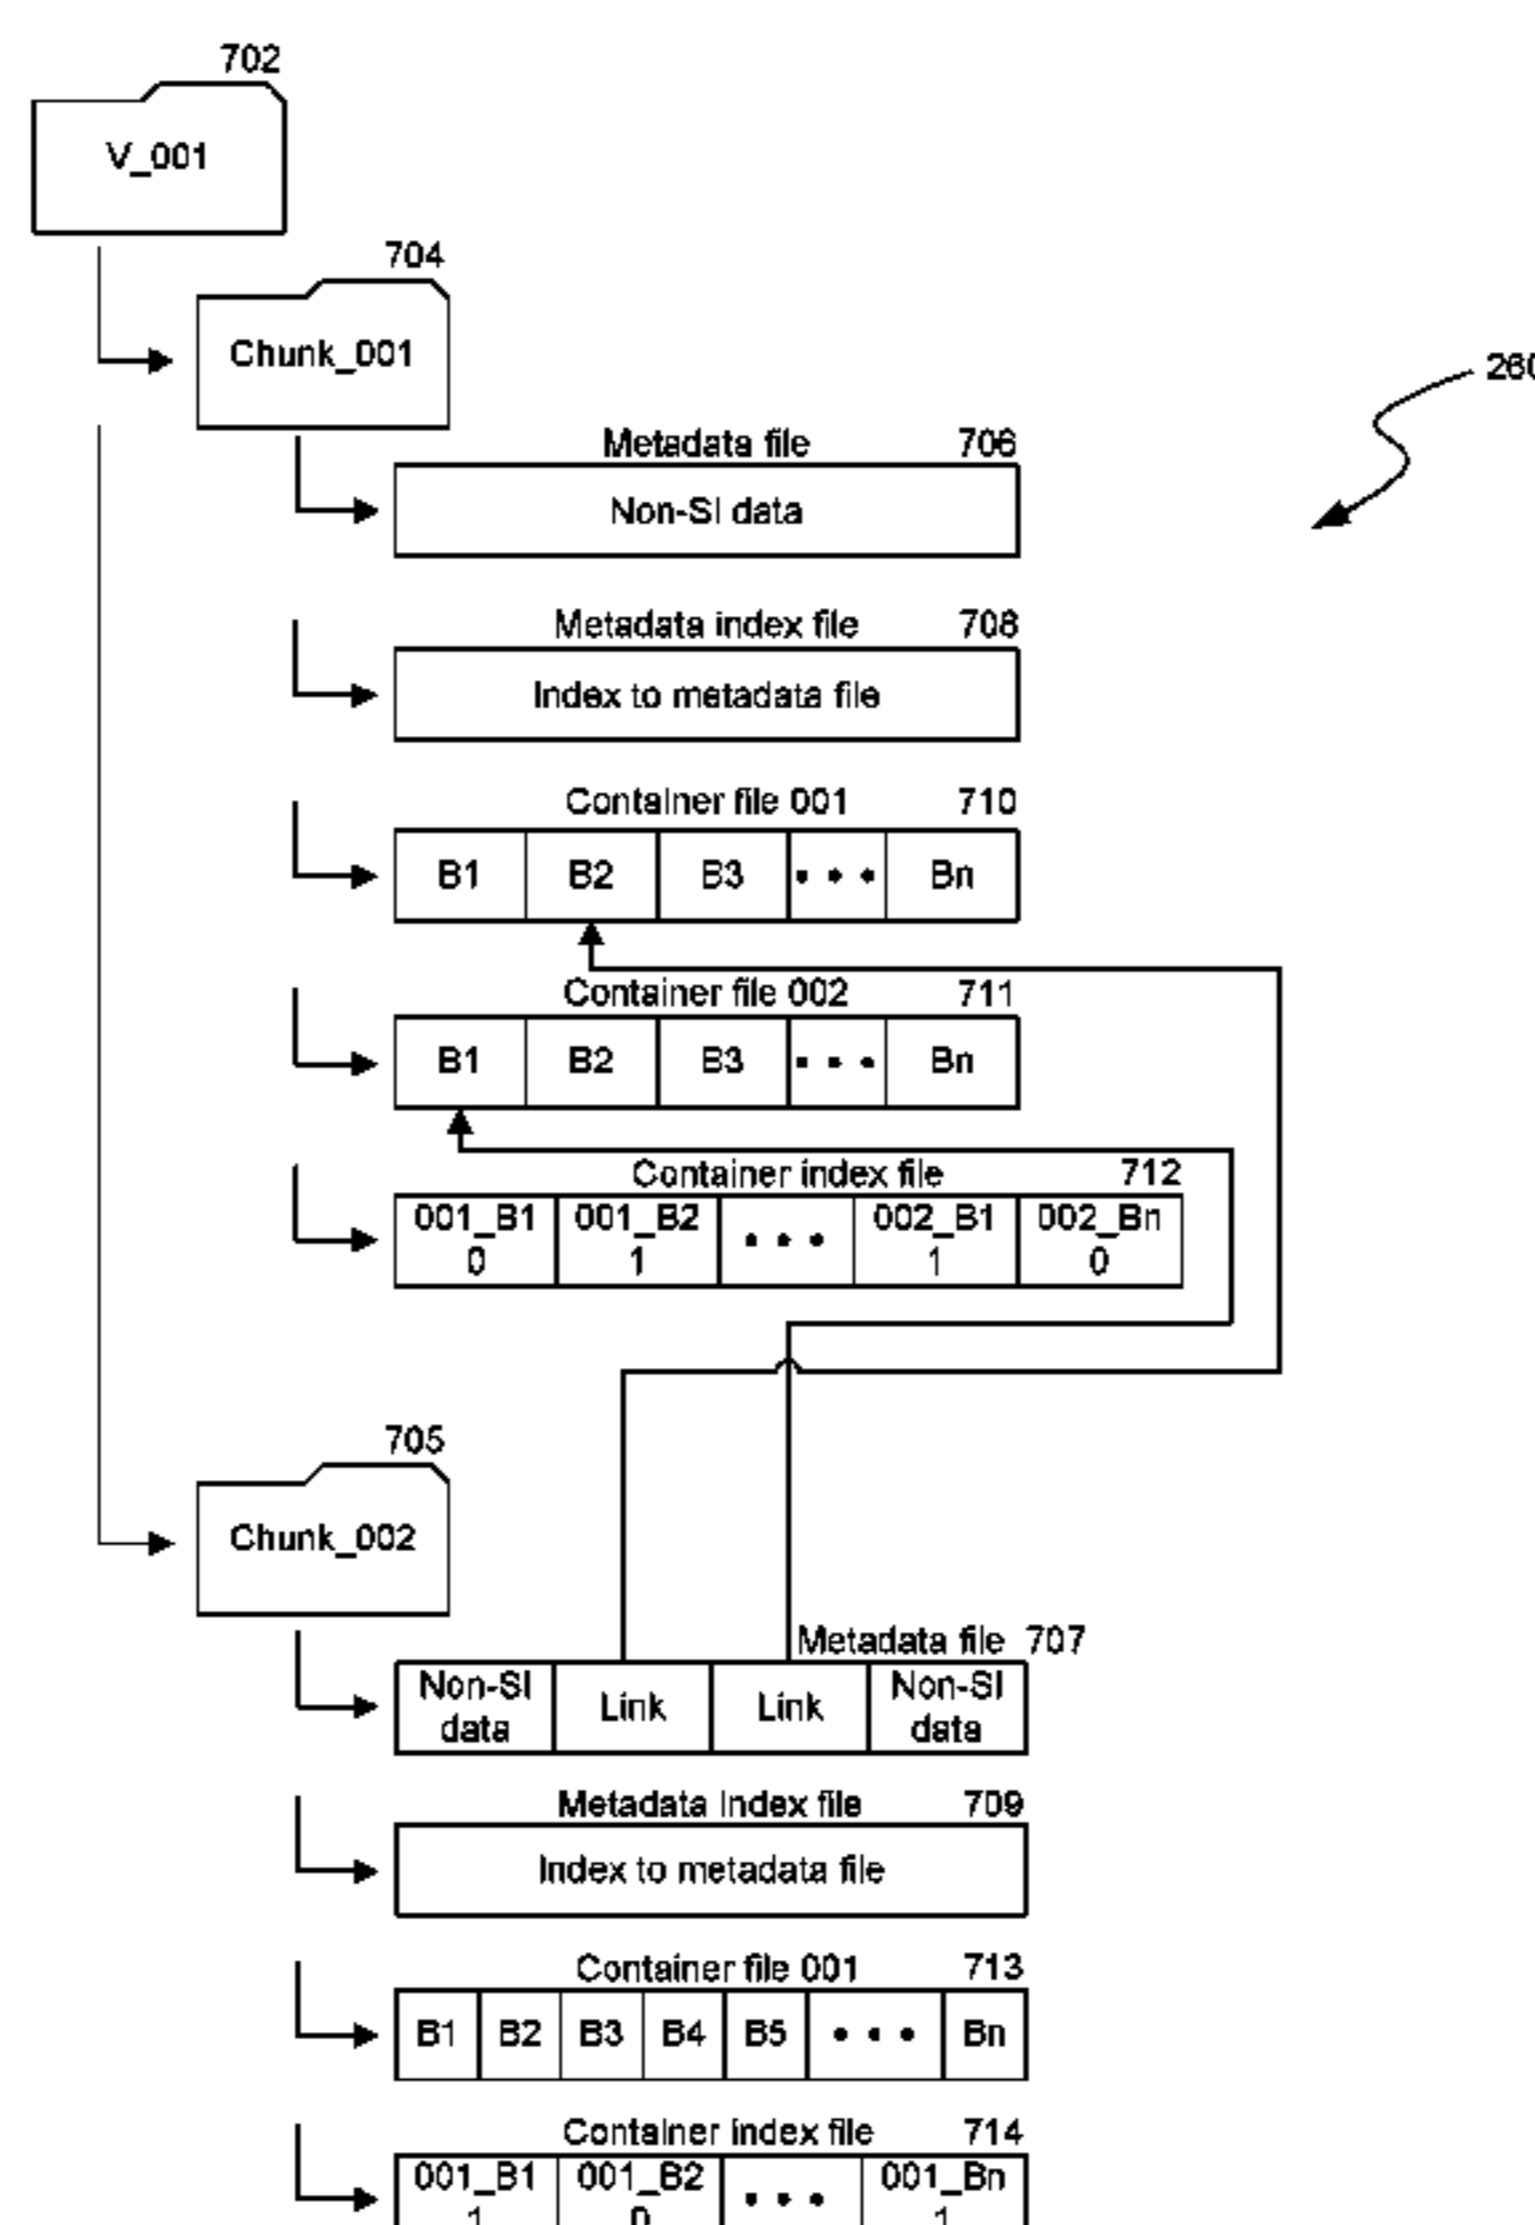 702
V_001
704
Chunk_001
260
Metadata file 706
Non-SI data
Metadata index file 708
Index to metadata file
Container file 001 710
B1 B2 B3 • • • Bn
Container file 002 711
B1 B2 B3 • • • Bn
Container index file 712
001_B1 001_B2 • • • 002_B1 002_Bn
0 1 1 0
705
Chunk_002
Metadata file 707
Non-SI data Link Link Non-SI data
Metadata index file 709
Index to metadata file
Container file 001 713
B1 B2 B3 B4 B5 • • • Bn
Container index file 714
001_B1 001_B2 • • • 001_Bn
1 0 1